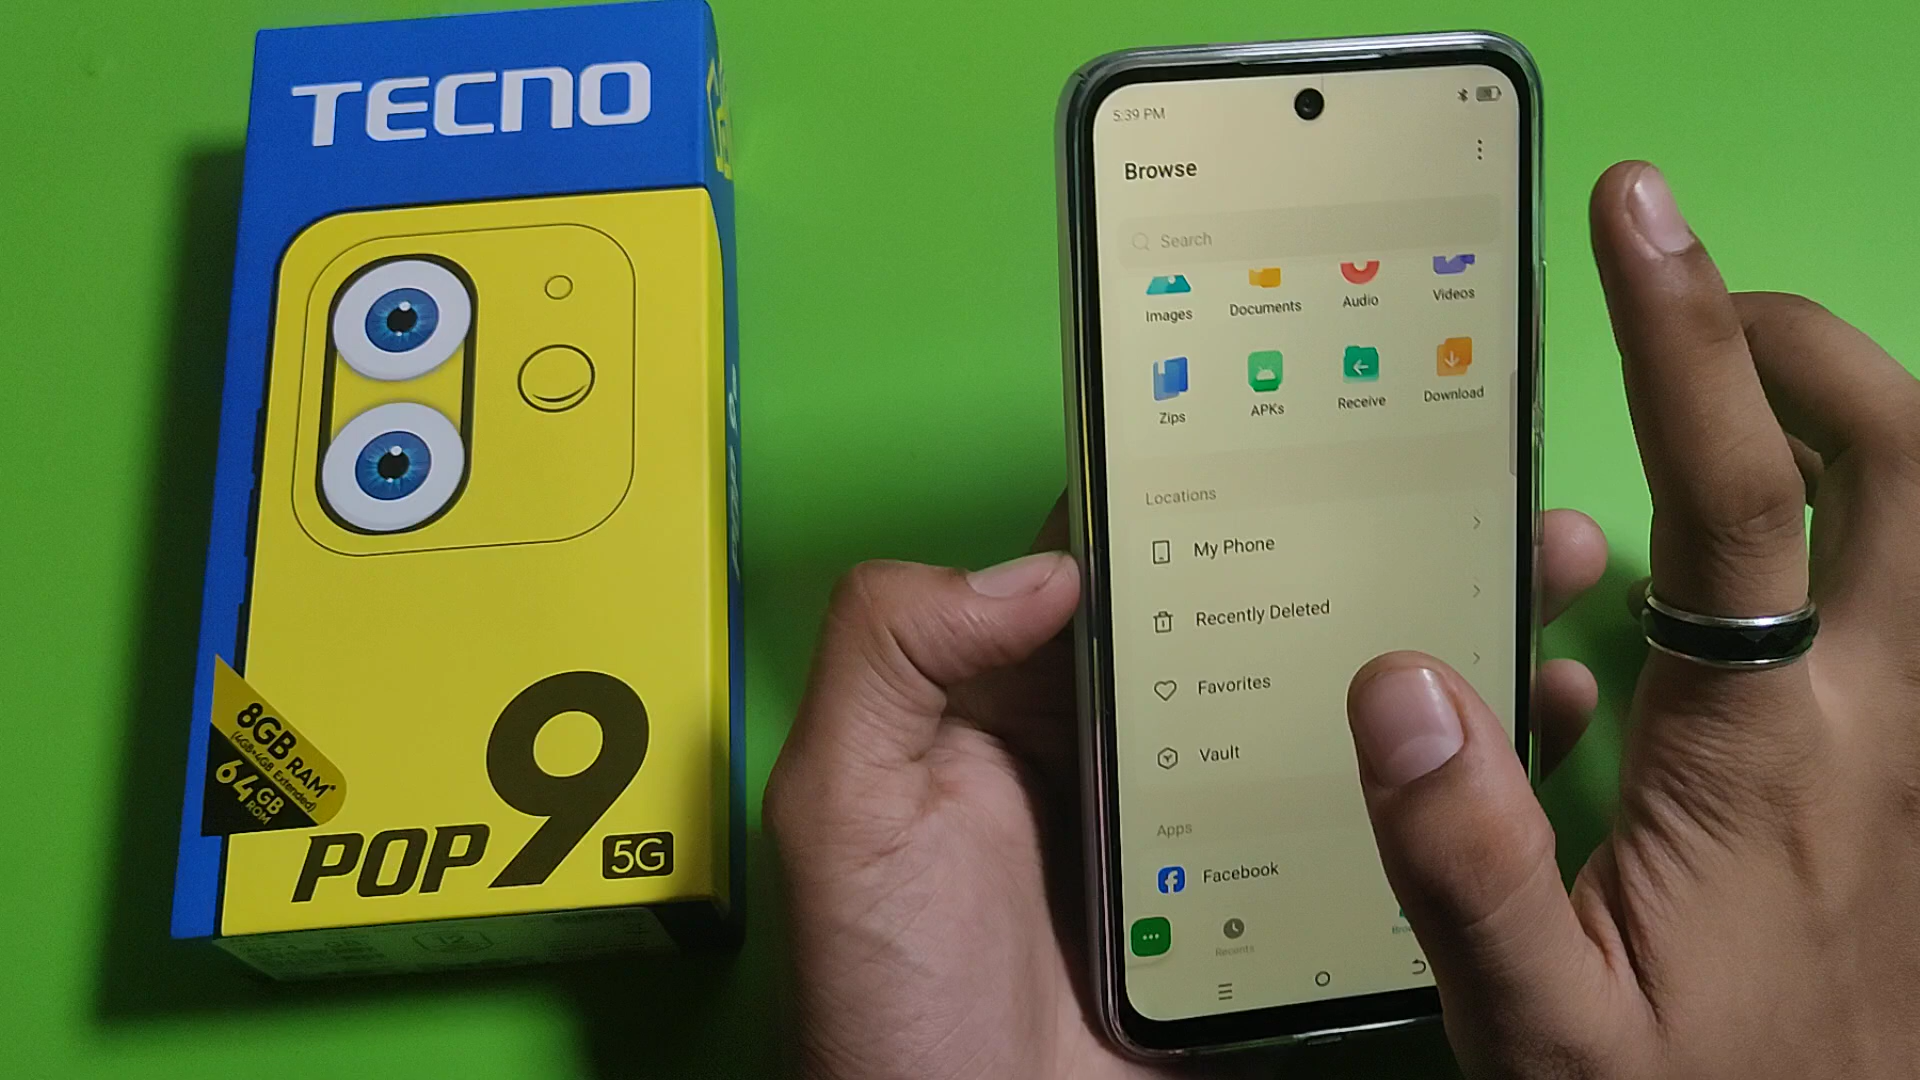 TECNO
8GB RAM*
(4GB+4GB Extended)
64GB
ROM
POP 9
5G
5:39 PM
Browse
Search
Images Documents Audio Videos
Zips APKs Receive Download
Locations
My Phone
Recently Deleted
Favorites
Vault
Apps
Facebook
Recents